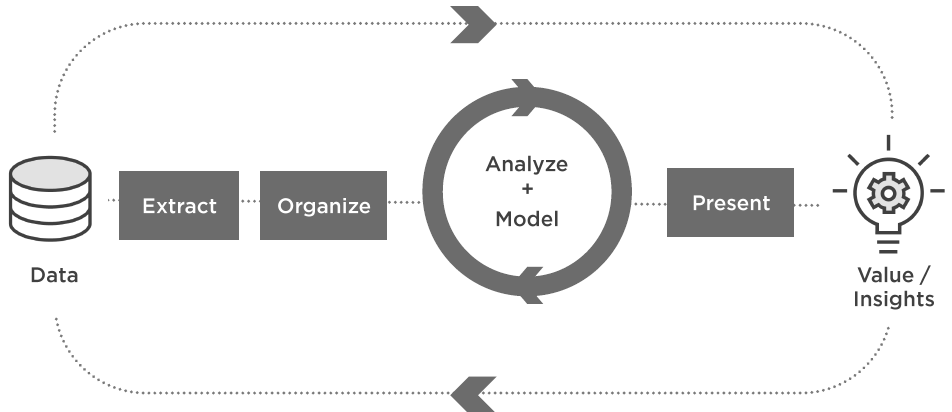 Data
Extract
Organize
Analyze
+
Model
Present
Value /
Insights